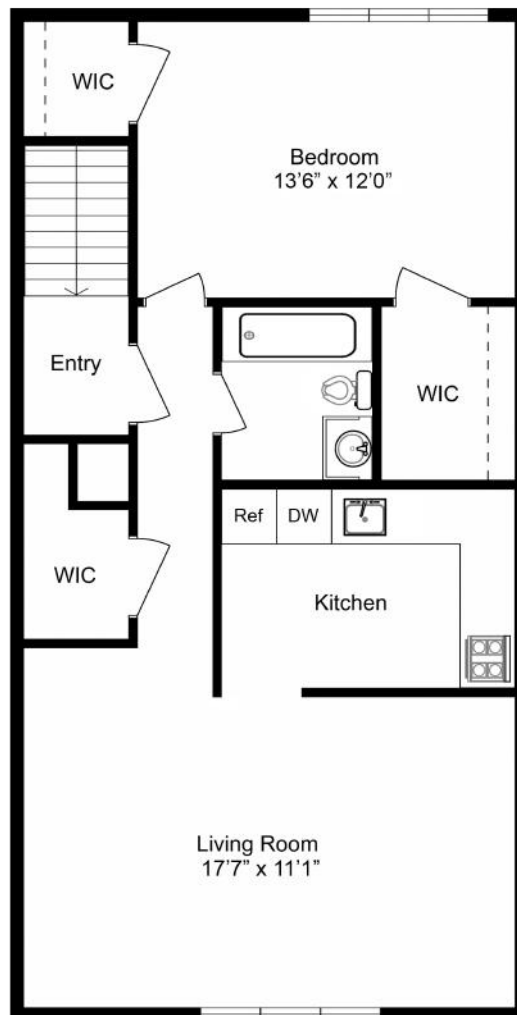 WIC
Bedroom
13’6” x 12’0”
Entry
WIC
Ref
DW
WIC
Kitchen
Living Room
17’7” x 11’1”